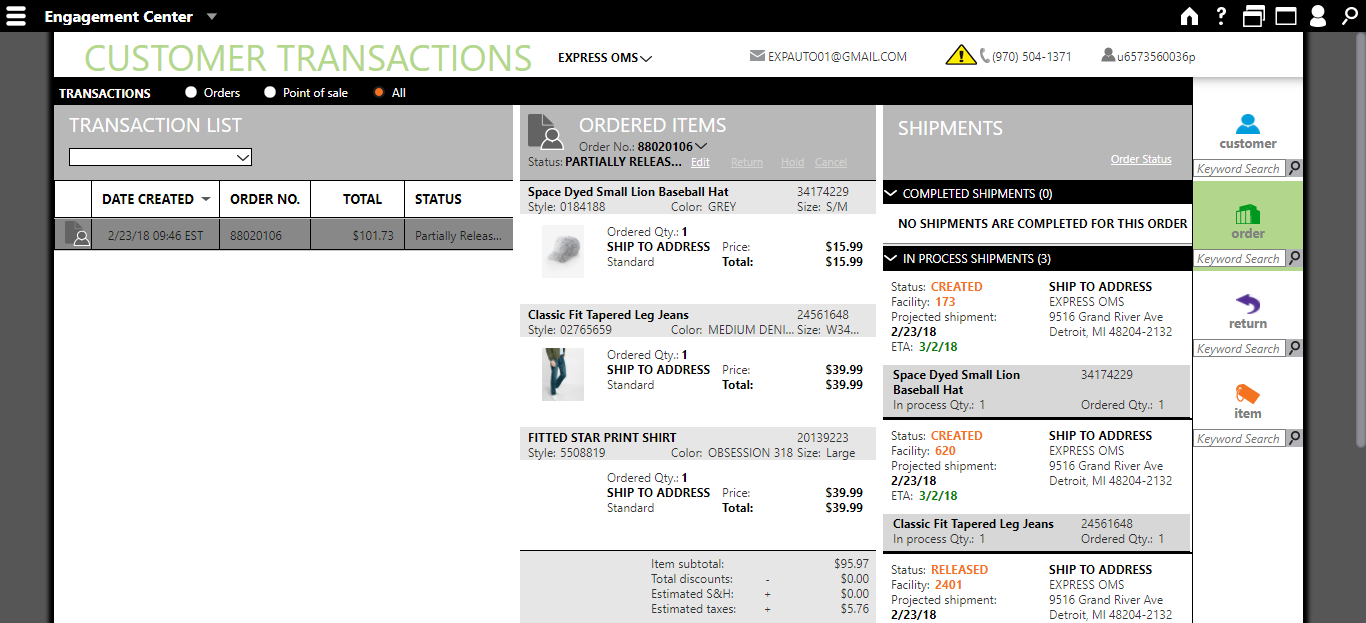 Engagement Center
CUSTOMER TRANSACTIONS
EXPRESS OMS
EXPAUTO01@GMAIL.COM
(970) 504-1371
u6573560036p
TRANSACTIONS
Orders
Point of sale
All
TRANSACTION LIST
DATE CREATED ORDER NO. TOTAL STATUS
2/23/18 09:46 EST 88020106 $101.73 Partially Releas...
ORDERED ITEMS
Order No.: 88020106
Status: PARTIALLY RELEAS... Edit Return Hold Cancel
Space Dyed Small Lion Baseball Hat 34174229
Style: 0184188 Color: GREY Size: S/M
Ordered Qty.: 1
SHIP TO ADDRESS Price: $15.99
Standard Total: $15.99
Classic Fit Tapered Leg Jeans 24561648
Style: 02765659 Color: MEDIUM DENI... Size: W34...
Ordered Qty.: 1
SHIP TO ADDRESS Price: $39.99
Standard Total: $39.99
FITTED STAR PRINT SHIRT 20139223
Style: 5508819 Color: OBSESSION 318 Size: Large
Ordered Qty.: 1
SHIP TO ADDRESS Price: $39.99
Standard Total: $39.99
Item subtotal: $95.97
Total discounts: - $0.00
Estimated S&H: + $0.00
Estimated taxes: + $5.76
SHIPMENTS
Order Status
COMPLETED SHIPMENTS (0)
NO SHIPMENTS ARE COMPLETED FOR THIS ORDER
IN PROCESS SHIPMENTS (3)
Status: CREATED SHIP TO ADDRESS
Facility: 173 EXPRESS OMS
Projected shipment: 9516 Grand River Ave
2/23/18 Detroit, MI 48204-2132
ETA: 3/2/18
Space Dyed Small Lion 34174229
Baseball Hat
In process Qty.: 1 Ordered Qty.: 1
Status: CREATED SHIP TO ADDRESS
Facility: 620 EXPRESS OMS
Projected shipment: 9516 Grand River Ave
2/23/18 Detroit, MI 48204-2132
ETA: 3/2/18
Classic Fit Tapered Leg Jeans 24561648
In process Qty.: 1 Ordered Qty.: 1
Status: RELEASED SHIP TO ADDRESS
Facility: 2401 EXPRESS OMS
Projected shipment: 9516 Grand River Ave
2/23/18 Detroit, MI 48204-2132
customer
Keyword Search
order
Keyword Search
return
Keyword Search
item
Keyword Search